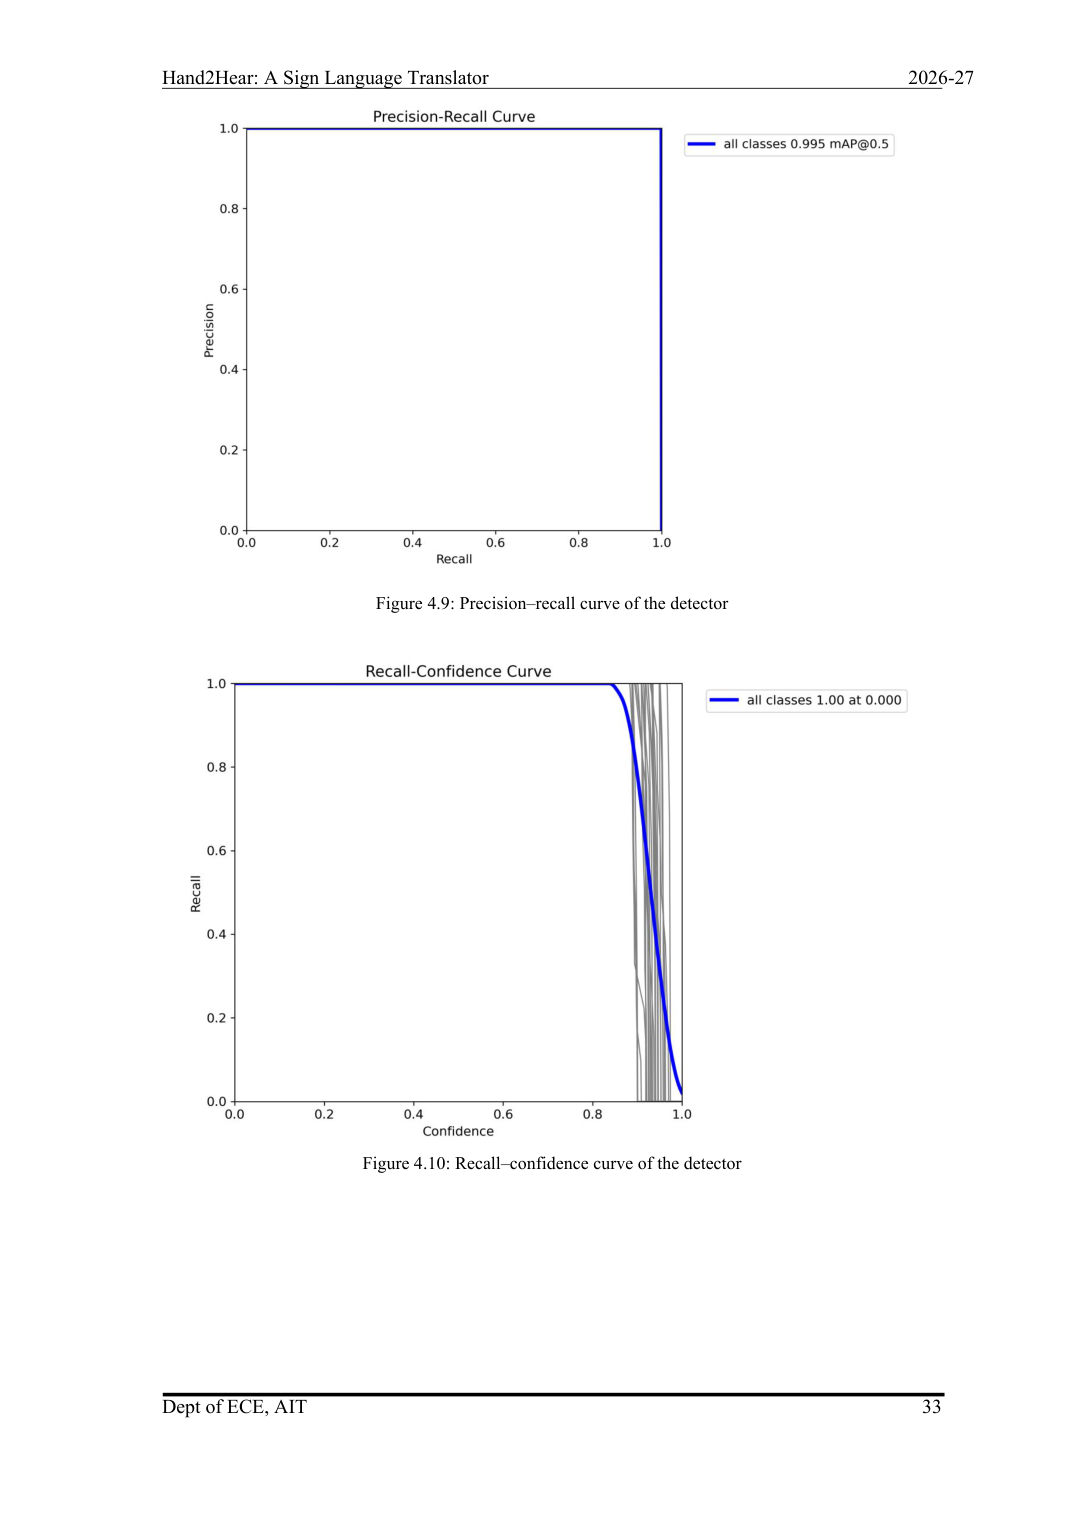 Hand2Hear: A Sign Language Translator 2026-27
Precision-Recall Curve
all classes 0.995 mAP@0.5
1.0
0.8
0.6
0.4
0.2
0.0
Precision
0.0 0.2 0.4 0.6 0.8 1.0
Recall
Figure 4.9: Precision–recall curve of the detector
Recall-Confidence Curve
all classes 1.00 at 0.000
1.0
0.8
0.6
0.4
0.2
0.0
Recall
0.0 0.2 0.4 0.6 0.8 1.0
Confidence
Figure 4.10: Recall–confidence curve of the detector
Dept of ECE, AIT 33